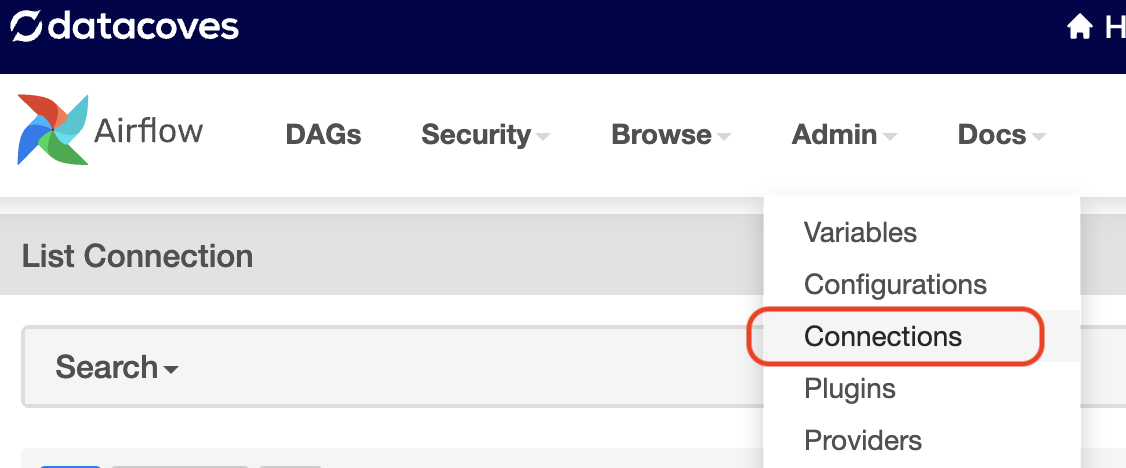 datacoves
H
Airflow DAGs Security Browse Admin Docs
Variables
List Connection
Configurations
Connections
Search
Plugins
Providers